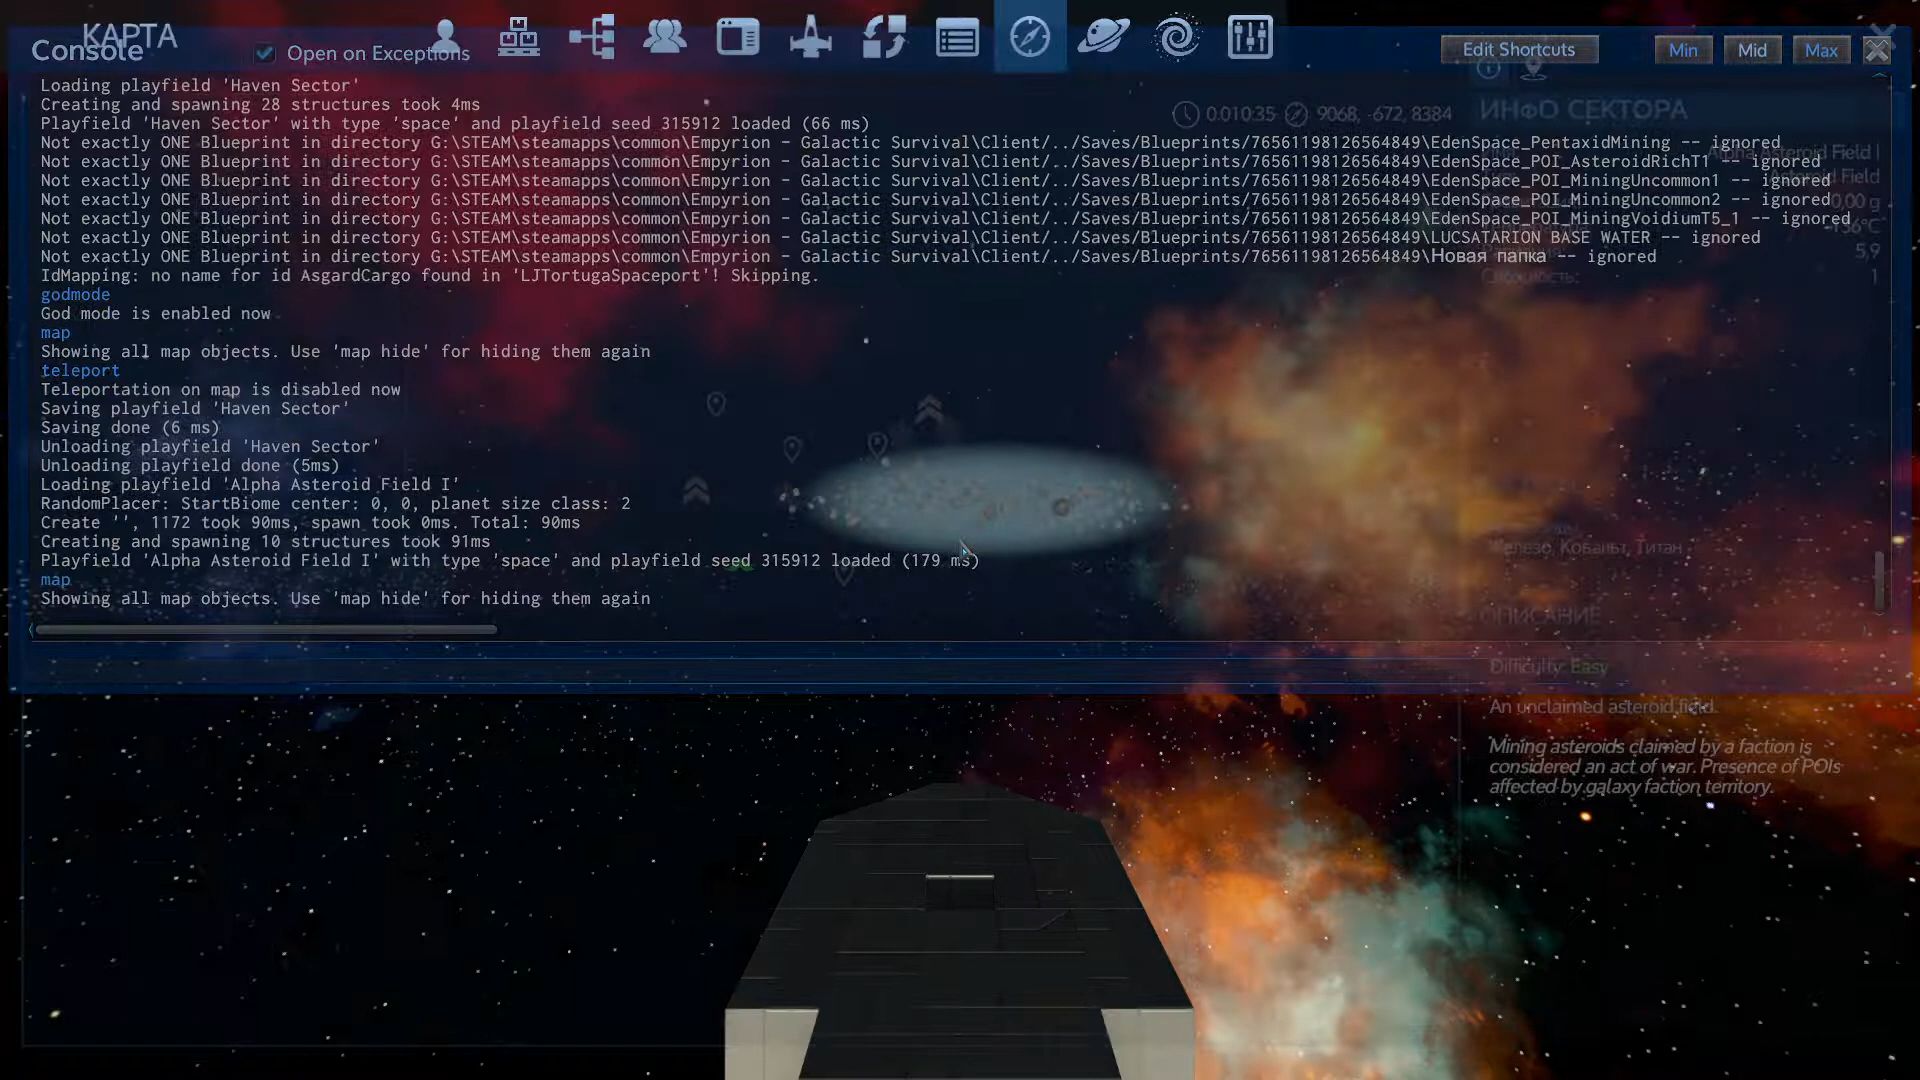 КАРТА
Console
Open on Exceptions
Edit Shortcuts
Min
Mid
Max
Loading playfield 'Haven Sector'
Creating and spawning 28 structures took 4ms
0.010:35
9068, -672, 8384
ИНФО СЕКТОРА
Playfield 'Haven Sector' with type 'space' and playfield seed 315912 loaded (66 ms)
Not exactly ONE Blueprint in directory G:\STEAM\steamapps\common\Empyrion - Galactic Survival\Client/../Saves/Blueprints/76561198126564849\EdenSpace_PentaxidMining -- ignored
Alpha Asteroid Field I
Not exactly ONE Blueprint in directory G:\STEAM\steamapps\common\Empyrion - Galactic Survival\Client/../Saves/Blueprints/76561198126564849\EdenSpace_POI_AsteroidRichT1 -- ignored
Asteroid Field
Not exactly ONE Blueprint in directory G:\STEAM\steamapps\common\Empyrion - Galactic Survival\Client/../Saves/Blueprints/76561198126564849\EdenSpace_POI_MiningUncommon1 -- ignored
Not exactly ONE Blueprint in directory G:\STEAM\steamapps\common\Empyrion - Galactic Survival\Client/../Saves/Blueprints/76561198126564849\EdenSpace_POI_MiningUncommon2 -- ignored
0,00 g
Not exactly ONE Blueprint in directory G:\STEAM\steamapps\common\Empyrion - Galactic Survival\Client/../Saves/Blueprints/76561198126564849\EdenSpace_POI_MiningVoidiumT5_1 -- ignored
-136°C
Not exactly ONE Blueprint in directory G:\STEAM\steamapps\common\Empyrion - Galactic Survival\Client/../Saves/Blueprints/76561198126564849\LUCSATARION BASE WATER -- ignored
5,9
Not exactly ONE Blueprint in directory G:\STEAM\steamapps\common\Empyrion - Galactic Survival\Client/../Saves/Blueprints/76561198126564849\Новая папка -- ignored
IdMapping: no name for id AsgardCargo found in 'LJTortugaSpaceport'! Skipping.
1
godmode
God mode is enabled now
map
Showing all map objects. Use 'map hide' for hiding them again
teleport
Teleportation on map is disabled now
Saving playfield 'Haven Sector'
Saving done (6 ms)
Unloading playfield 'Haven Sector'
Unloading playfield done (5ms)
Loading playfield 'Alpha Asteroid Field I'
RandomPlacer: StartBiome center: 0, 0, planet size class: 2
Create '', 1172 took 90ms, spawn took 0ms. Total: 90ms
Creating and spawning 10 structures took 91ms
Железо, Кобальт, Титан
Playfield 'Alpha Asteroid Field I' with type 'space' and playfield seed 315912 loaded (179 ms)
map
Showing all map objects. Use 'map hide' for hiding them again
ОПИСАНИЕ
Difficulty: Easy
An unclaimed asteroid field.
Mining asteroids claimed by a faction is
considered an act of war. Presence of POIs
affected by galaxy faction territory.